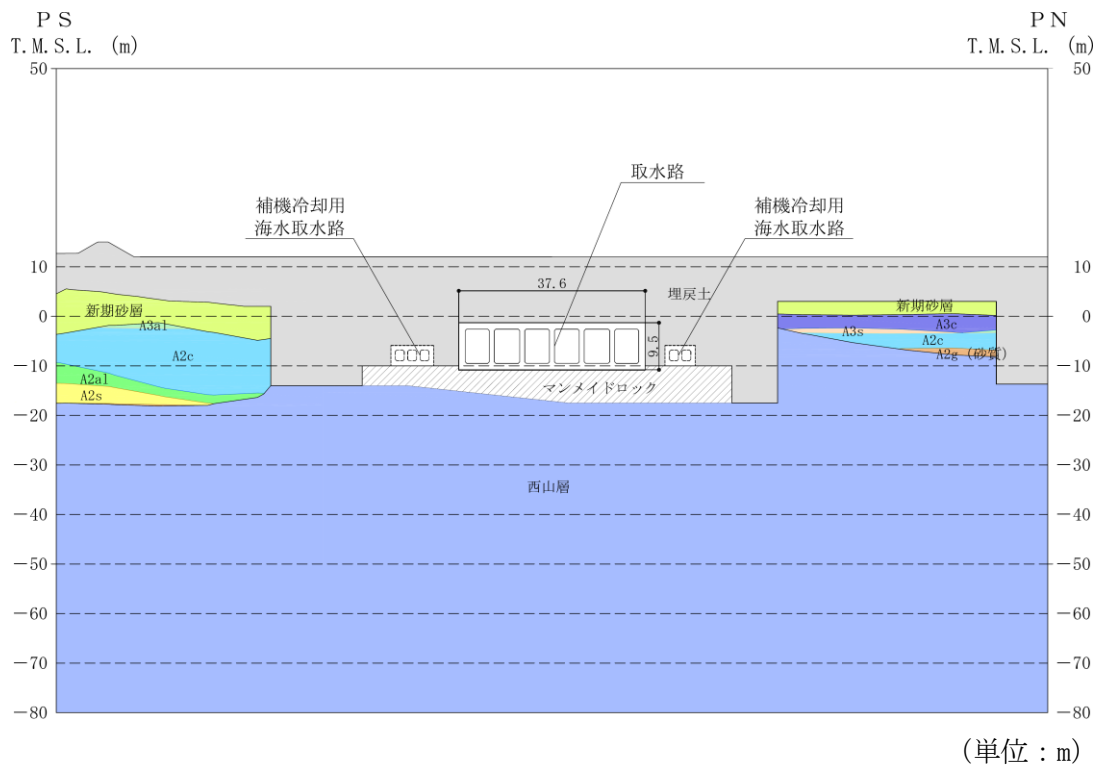 PS
T.M.S.L. (m)
PN
T.M.S.L. (m)
50
50
取水路
補機冷却用
海水取水路
補機冷却用
海水取水路
10
10
37.6
埋戻土
新期砂層
新期砂層
0
0
A3al
A3c
A3s
A2c
A2c
9.5
A2g (砂質)
-10
-10
A2al
マンメイドロック
A2s
-20
-20
-30
-30
西山層
-40
-40
-50
-50
-60
-60
-70
-70
-80
-80
(単位：m)